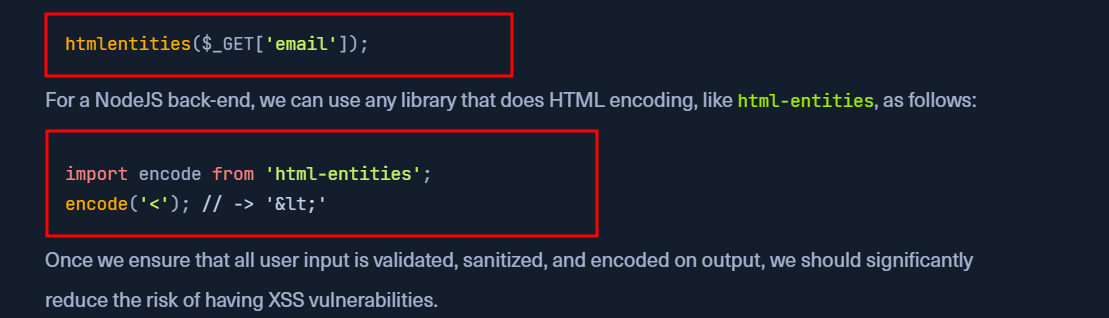 htmlentities($_GET['email']);
For a NodeJS back-end, we can use any library that does HTML encoding, like html-entities, as follows:
import encode from 'html-entities';
encode('<'); // -> '&lt;'
Once we ensure that all user input is validated, sanitized, and encoded on output, we should significantly
reduce the risk of having XSS vulnerabilities.